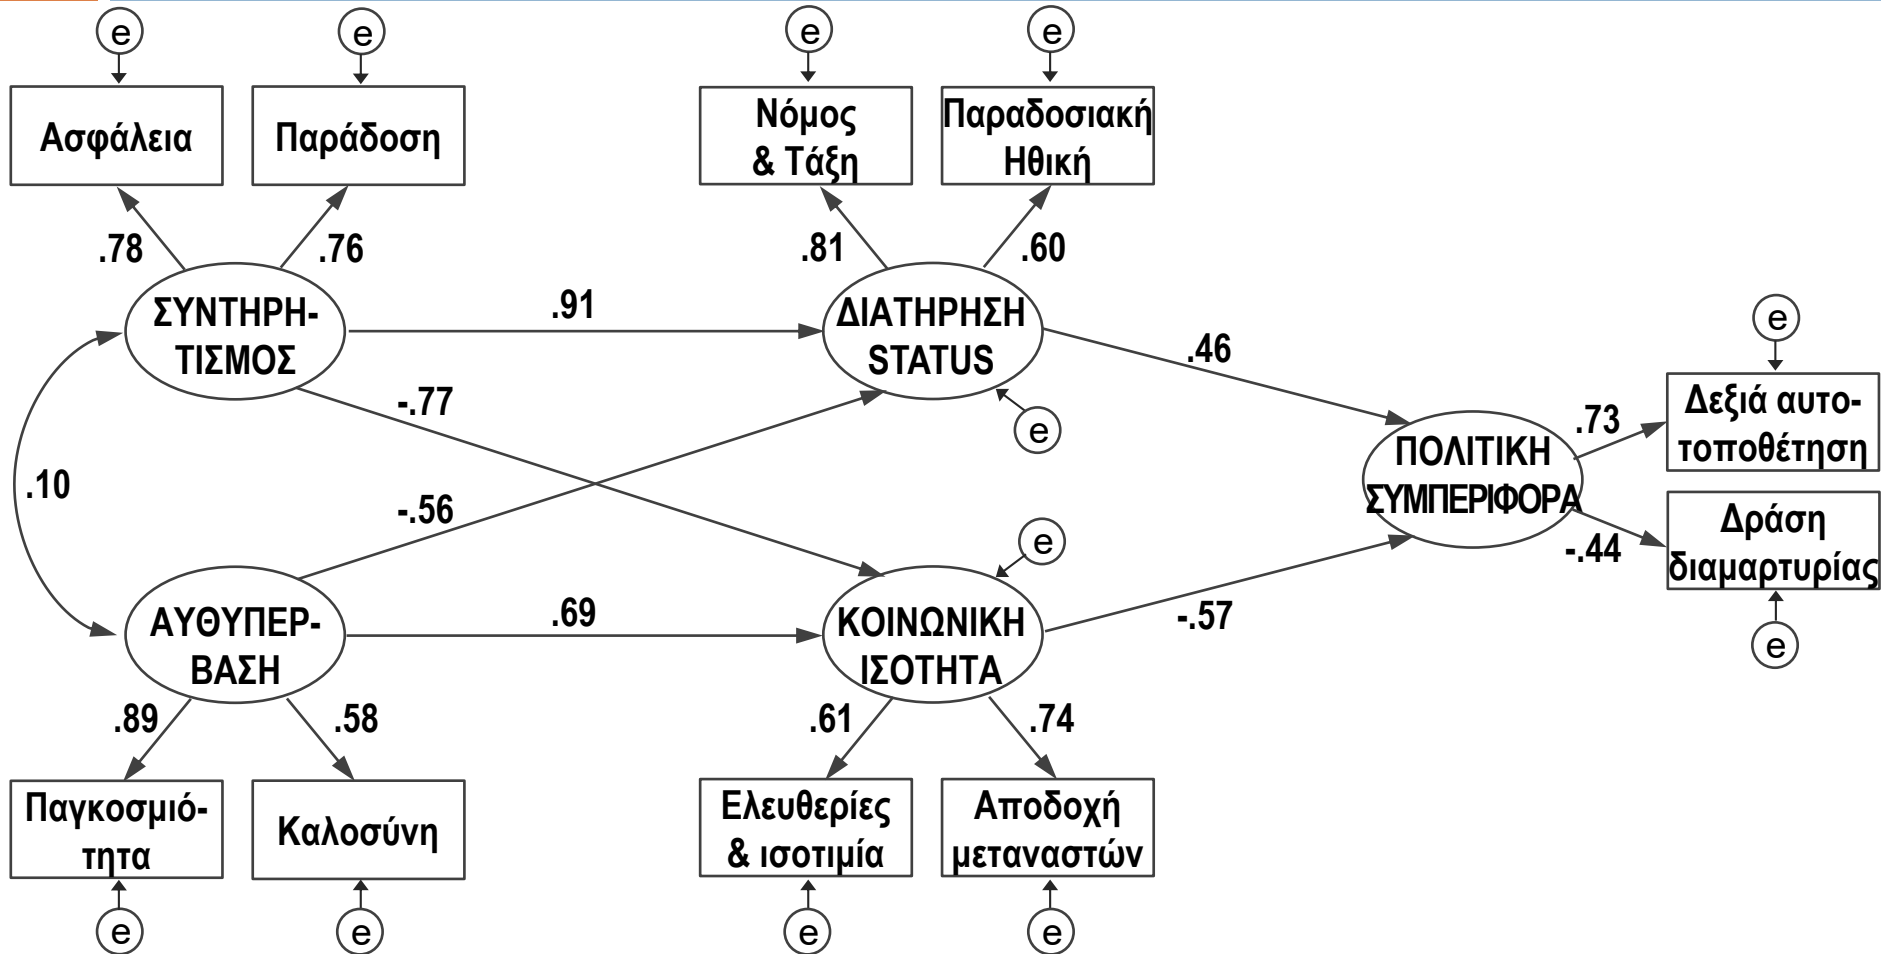 e
e
e
e
Ασφάλεια
Παράδοση
Νόμος
& Τάξη
Παραδοσιακή
Ηθική
.78
.76
.81
.60
ΣΥΝΤΗΡΗ-
ΤΙΣΜΟΣ
.91
ΔΙΑΤΗΡΗΣΗ
STATUS
e
.46
e
Δεξιά αυτο-
τοποθέτηση
.73
-.77
ΠΟΛΙΤΙΚΗ
ΣΥΜΠΕΡΙΦΟΡΑ
.10
-.56
e
-.44
Δράση
διαμαρτυρίας
e
ΑΥΘΥΠΕΡ-
ΒΑΣΗ
.69
ΚΟΙΝΩΝΙΚΗ
ΙΣΟΤΗΤΑ
-.57
.89
.58
.61
.74
Παγκοσμιό-
τητα
Καλοσύνη
Ελευθερίες
& ισοτιμία
Αποδοχή
μεταναστών
e
e
e
e